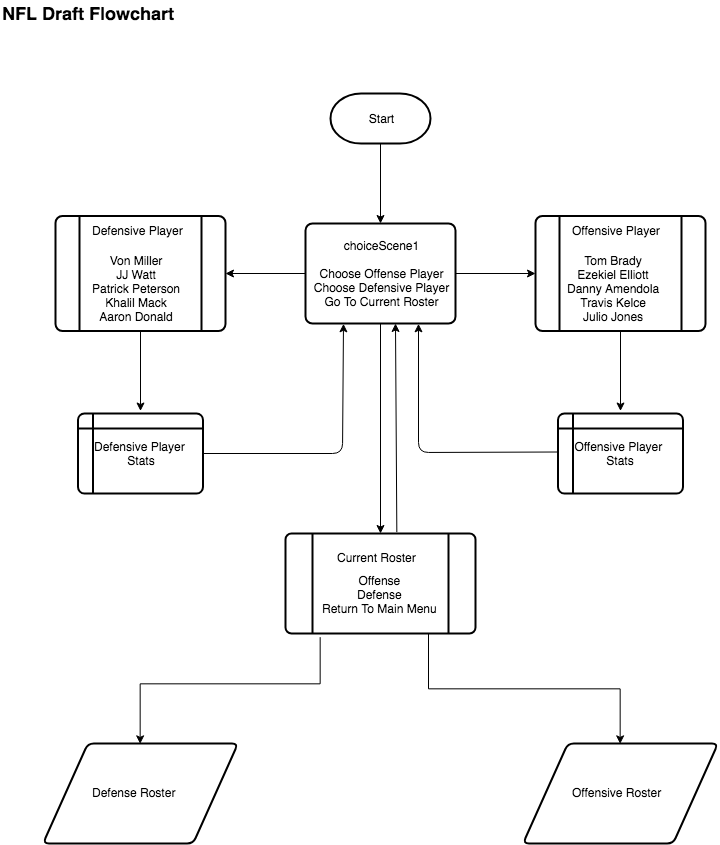 NFL Draft Flowchart
Start
Defensive Player
Von Miller
JJ Watt
Patrick Peterson
Khalil Mack
Aaron Donald
choiceScene1
Choose Offense Player
Choose Defensive Player
Go To Current Roster
Offensive Player
Tom Brady
Ezekiel Elliott
Danny Amendola
Travis Kelce
Julio Jones
Defensive Player
Stats
Offensive Player
Stats
Current Roster
Offense
Defense
Return To Main Menu
Defense Roster
Offensive Roster